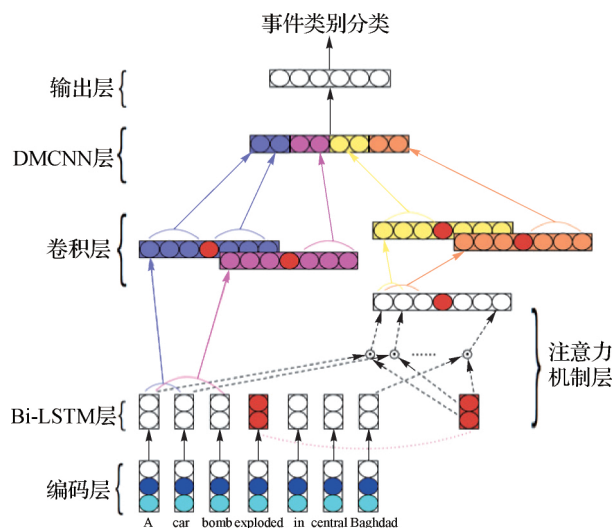 事件类别分类
输出层
DMCNN层
卷积层
注意力
机制层
Bi-LSTM层
编码层
A car bomb exploded in central Baghdad